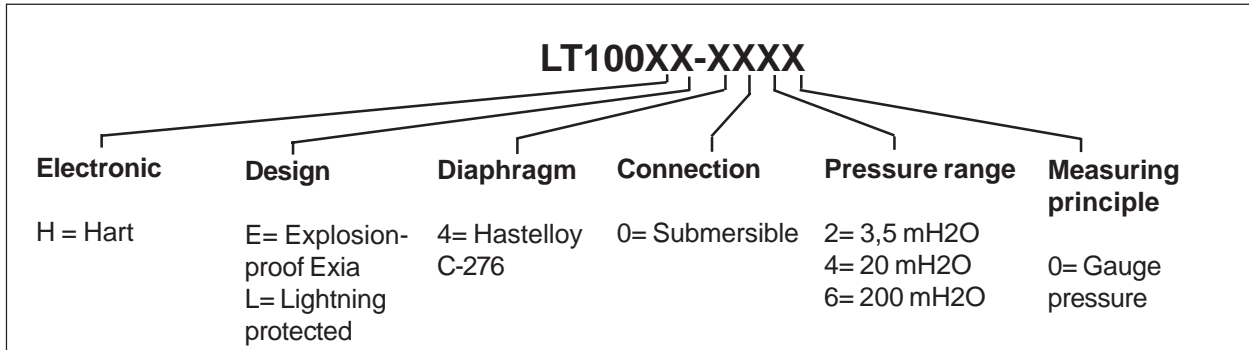 LT100XX-XXXX
Electronic
H = Hart
Design
E= Explosion-
proof Exia
L= Lightning
protected
Diaphragm
4= Hastelloy
C-276
Connection
0= Submersible
Pressure range
2= 3,5 mH2O
4= 20 mH2O
6= 200 mH2O
Measuring
principle
0= Gauge
pressure